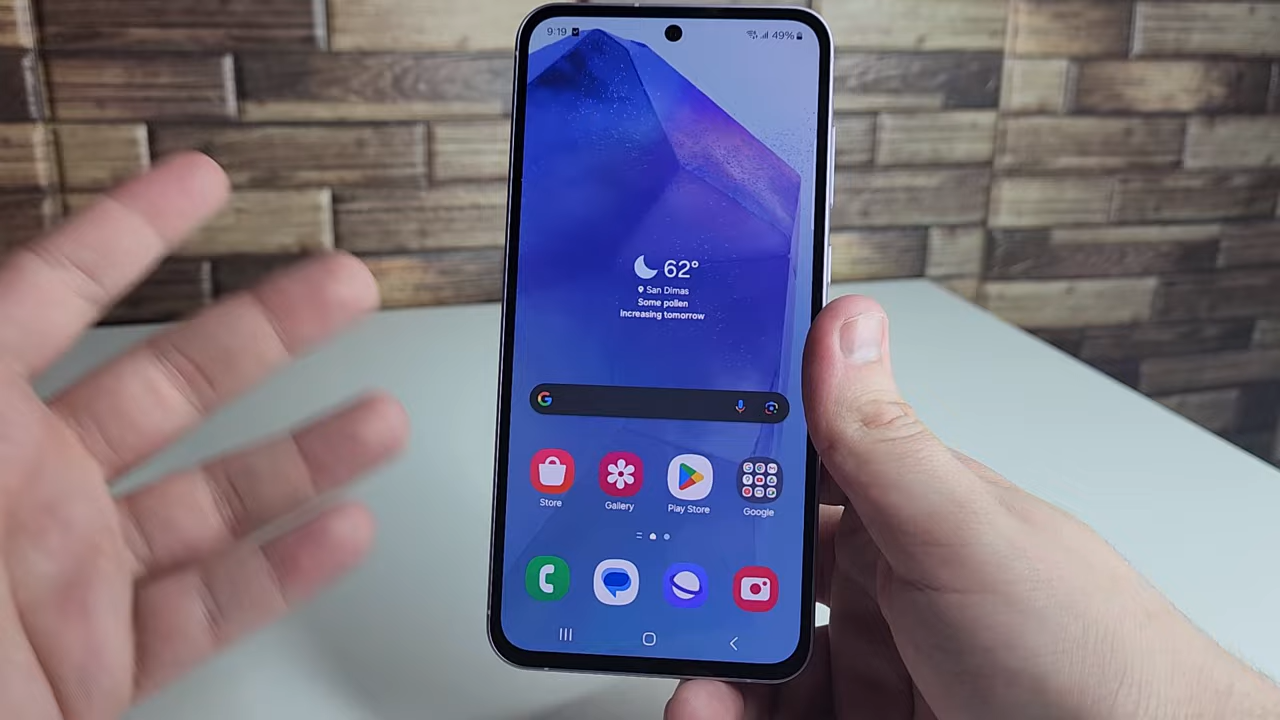 9:19 49%
62°
San Dimas
Some pollen
increasing tomorrow
G
Store Gallery Play Store Google